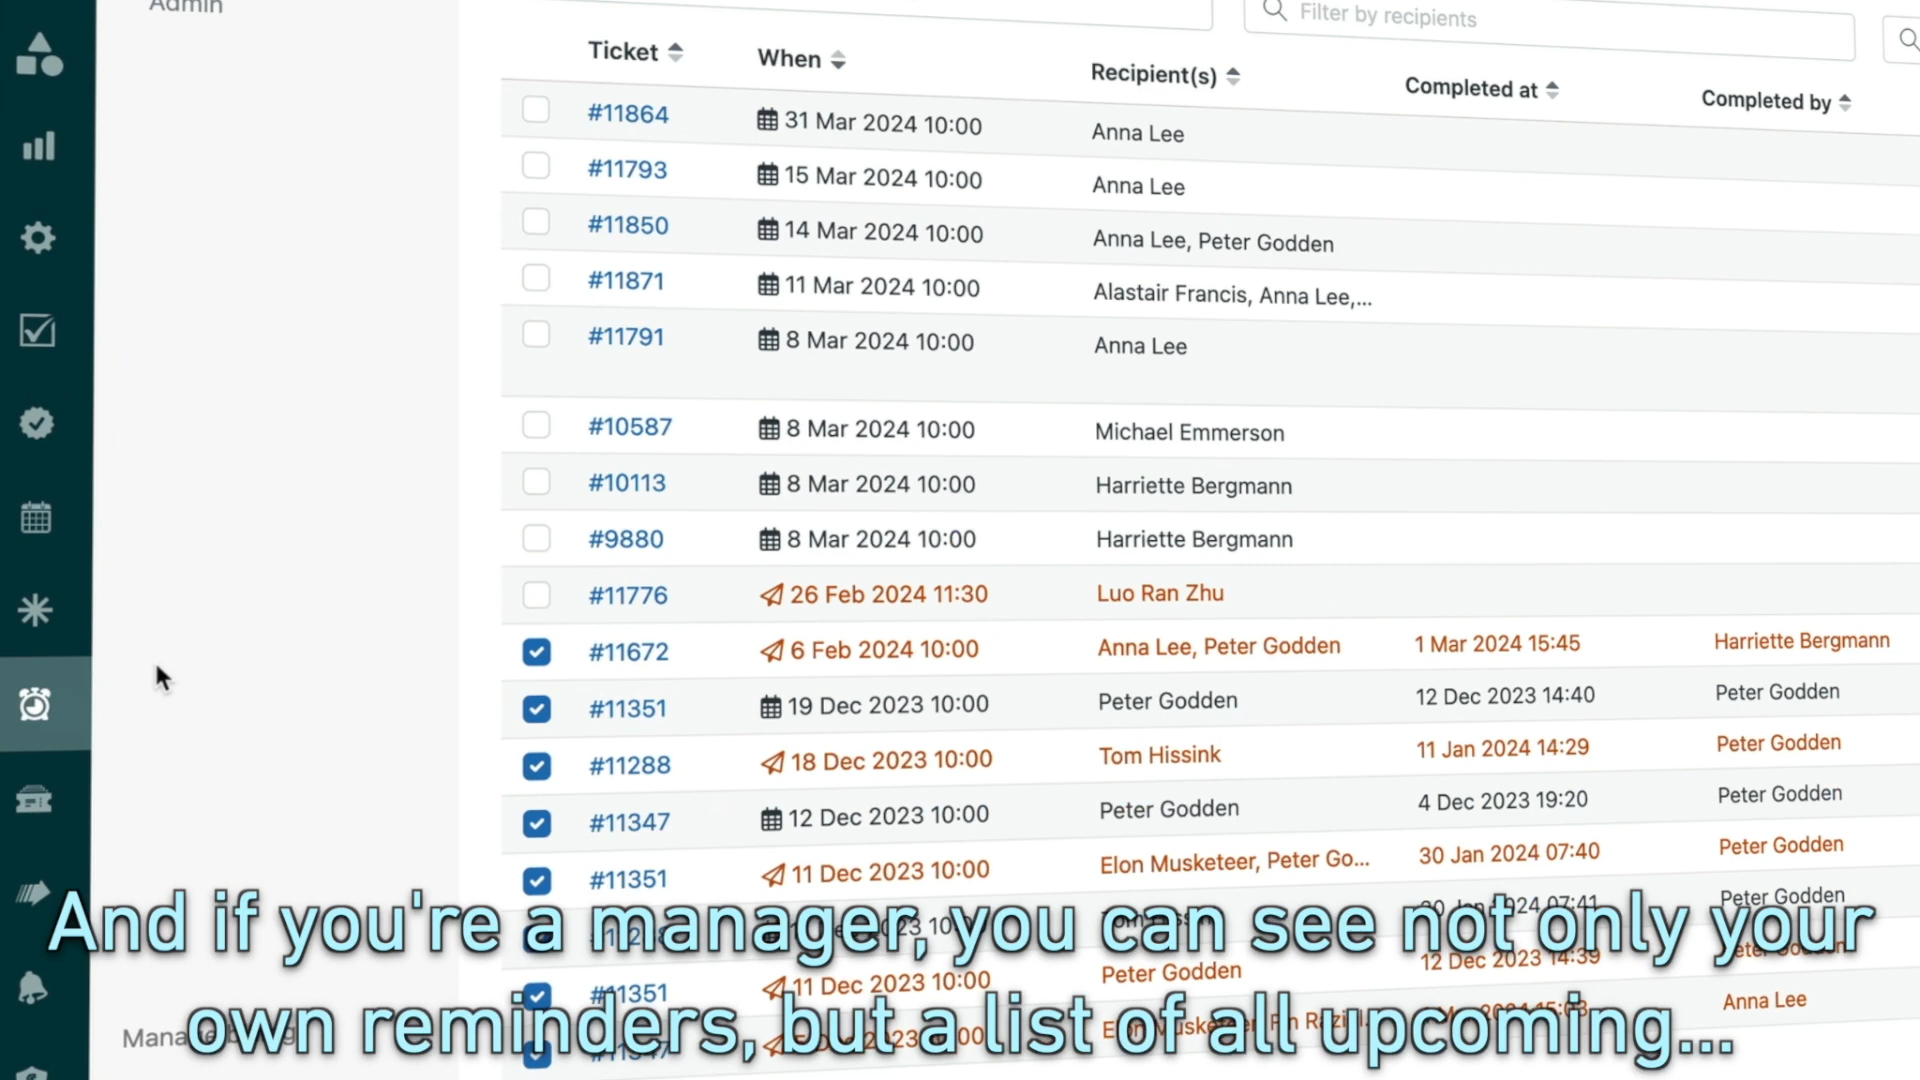 Admin
Filter by recipients
Ticket When Recipient(s) Completed at Completed by
#11864 31 Mar 2024 10:00 Anna Lee
#11793 15 Mar 2024 10:00 Anna Lee
#11850 14 Mar 2024 10:00 Anna Lee, Peter Godden
#11871 11 Mar 2024 10:00 Alastair Francis, Anna Lee,...
#11791 8 Mar 2024 10:00 Anna Lee
#10587 8 Mar 2024 10:00 Michael Emmerson
#10113 8 Mar 2024 10:00 Harriette Bergmann
#9880 8 Mar 2024 10:00 Harriette Bergmann
#11776 26 Feb 2024 11:30 Luo Ran Zhu
#11672 6 Feb 2024 10:00 Anna Lee, Peter Godden 1 Mar 2024 15:45 Harriette Bergmann
#11351 19 Dec 2023 10:00 Peter Godden 12 Dec 2023 14:40 Peter Godden
#11288 18 Dec 2023 10:00 Tom Hissink 11 Jan 2024 14:29 Peter Godden
#11347 12 Dec 2023 10:00 Peter Godden 4 Dec 2023 19:20 Peter Godden
#11351 11 Dec 2023 10:00 Elon Musketeer, Peter Go... 30 Jan 2024 07:40 Peter Godden
Peter Godden
#11351 11 Dec 2023 10:00 Peter Godden 12 Dec 2023 14:39 Peter Godden
Anna Lee
And if you're a manager, you can see not only your
own reminders, but a list of all upcoming...